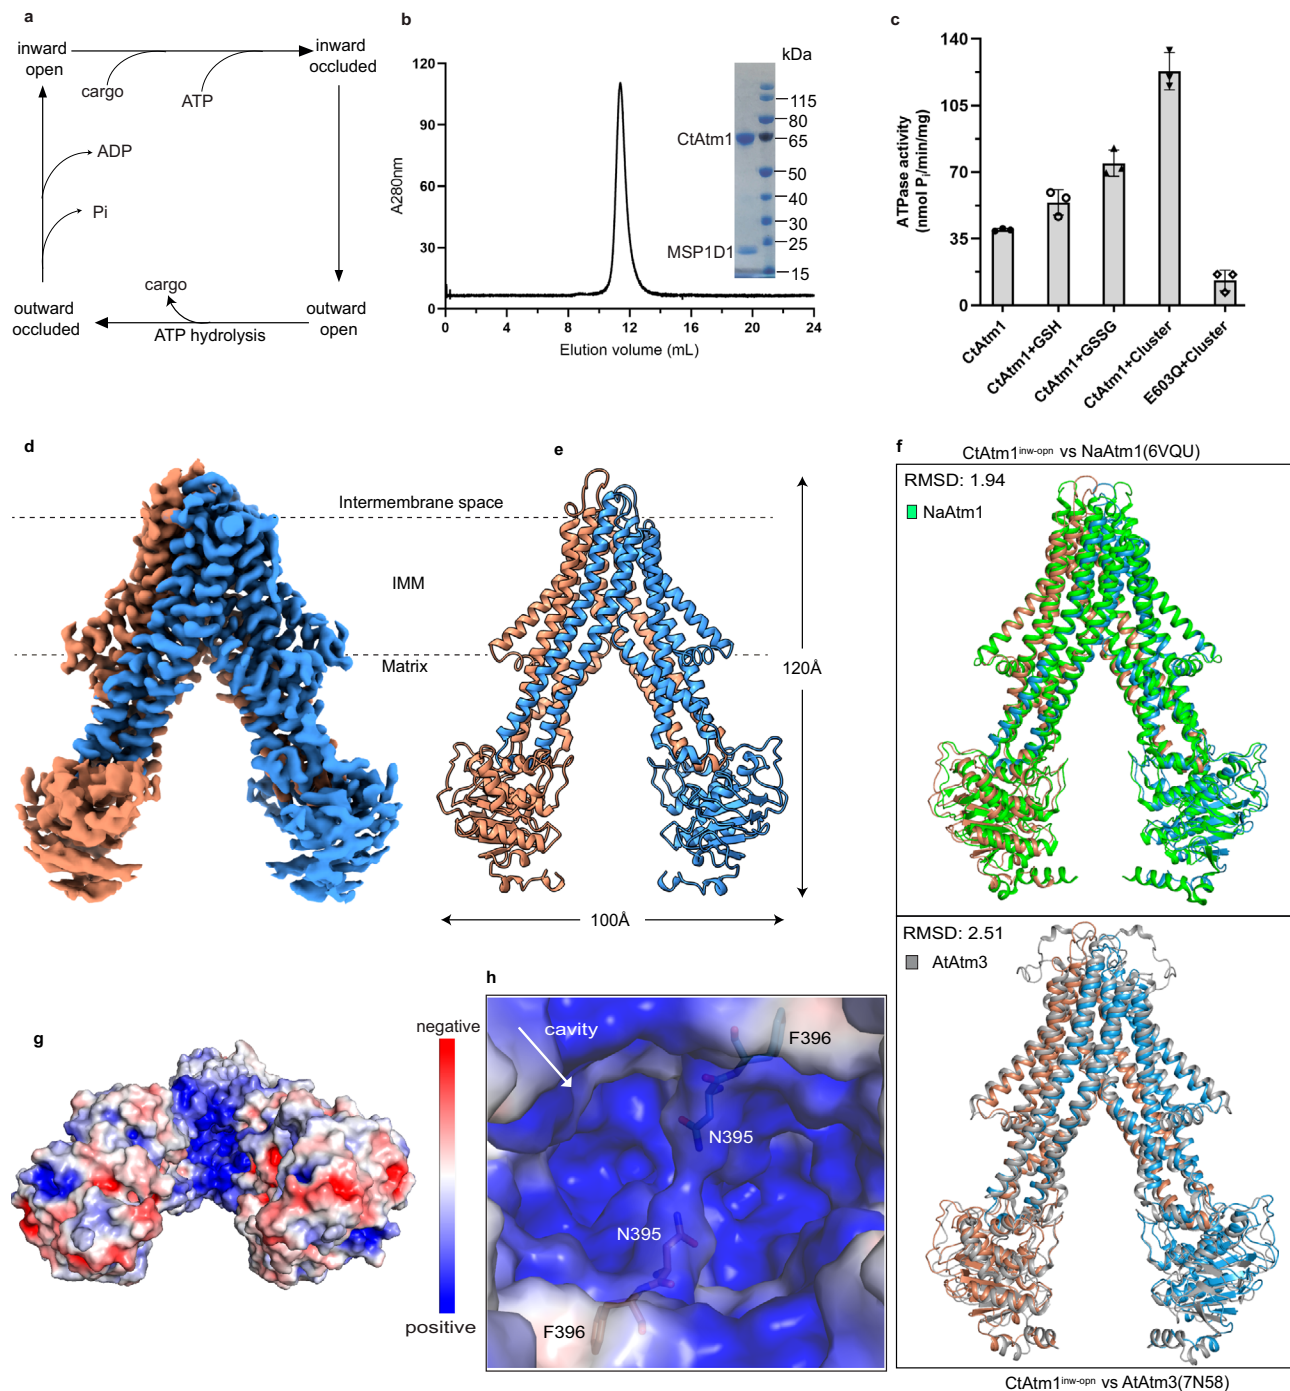 a
inward
open
inward
occluded
cargo
ATP
ADP
Pi
cargo
outward
occluded
ATP hydrolysis
outward
open
b
120
90
60
30
0
A280nm
0 4 8 12 16 20 24
Elution volume (mL)
kDa
115
80
65
50
40
30
25
15
CtAtm1
MSP1D1
c
140
105
70
35
0
ATPase activity
(nmol Pi/min/mg)
CtAtm1
CtAtm1+GSH
CtAtm1+GSSG
CtAtm1+Cluster
E603Q+Cluster
d
e
Intermembrane space
IMM
Matrix
120Å
100Å
f
CtAtm1inw-opn vs NaAtm1(6VQU)
RMSD: 1.94
NaAtm1
RMSD: 2.51
AtAtm3
CtAtm1inw-opn vs AtAtm3(7N58)
g
negative
positive
h
cavity
F396
N395
N395
F396